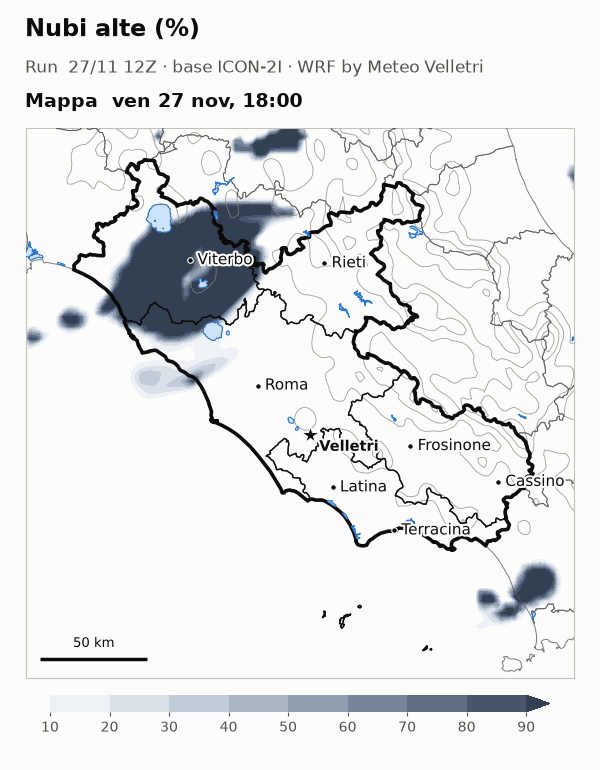 Nubi alte (%)
Run 27/11 12Z · base ICON-2I · WRF by Meteo Velletri
Mappa ven 27 nov, 18:00
Viterbo
Rieti
Roma
Velletri
Frosinone
Cassino
Latina
Terracina
50 km
10 20 30 40 50 60 70 80 90